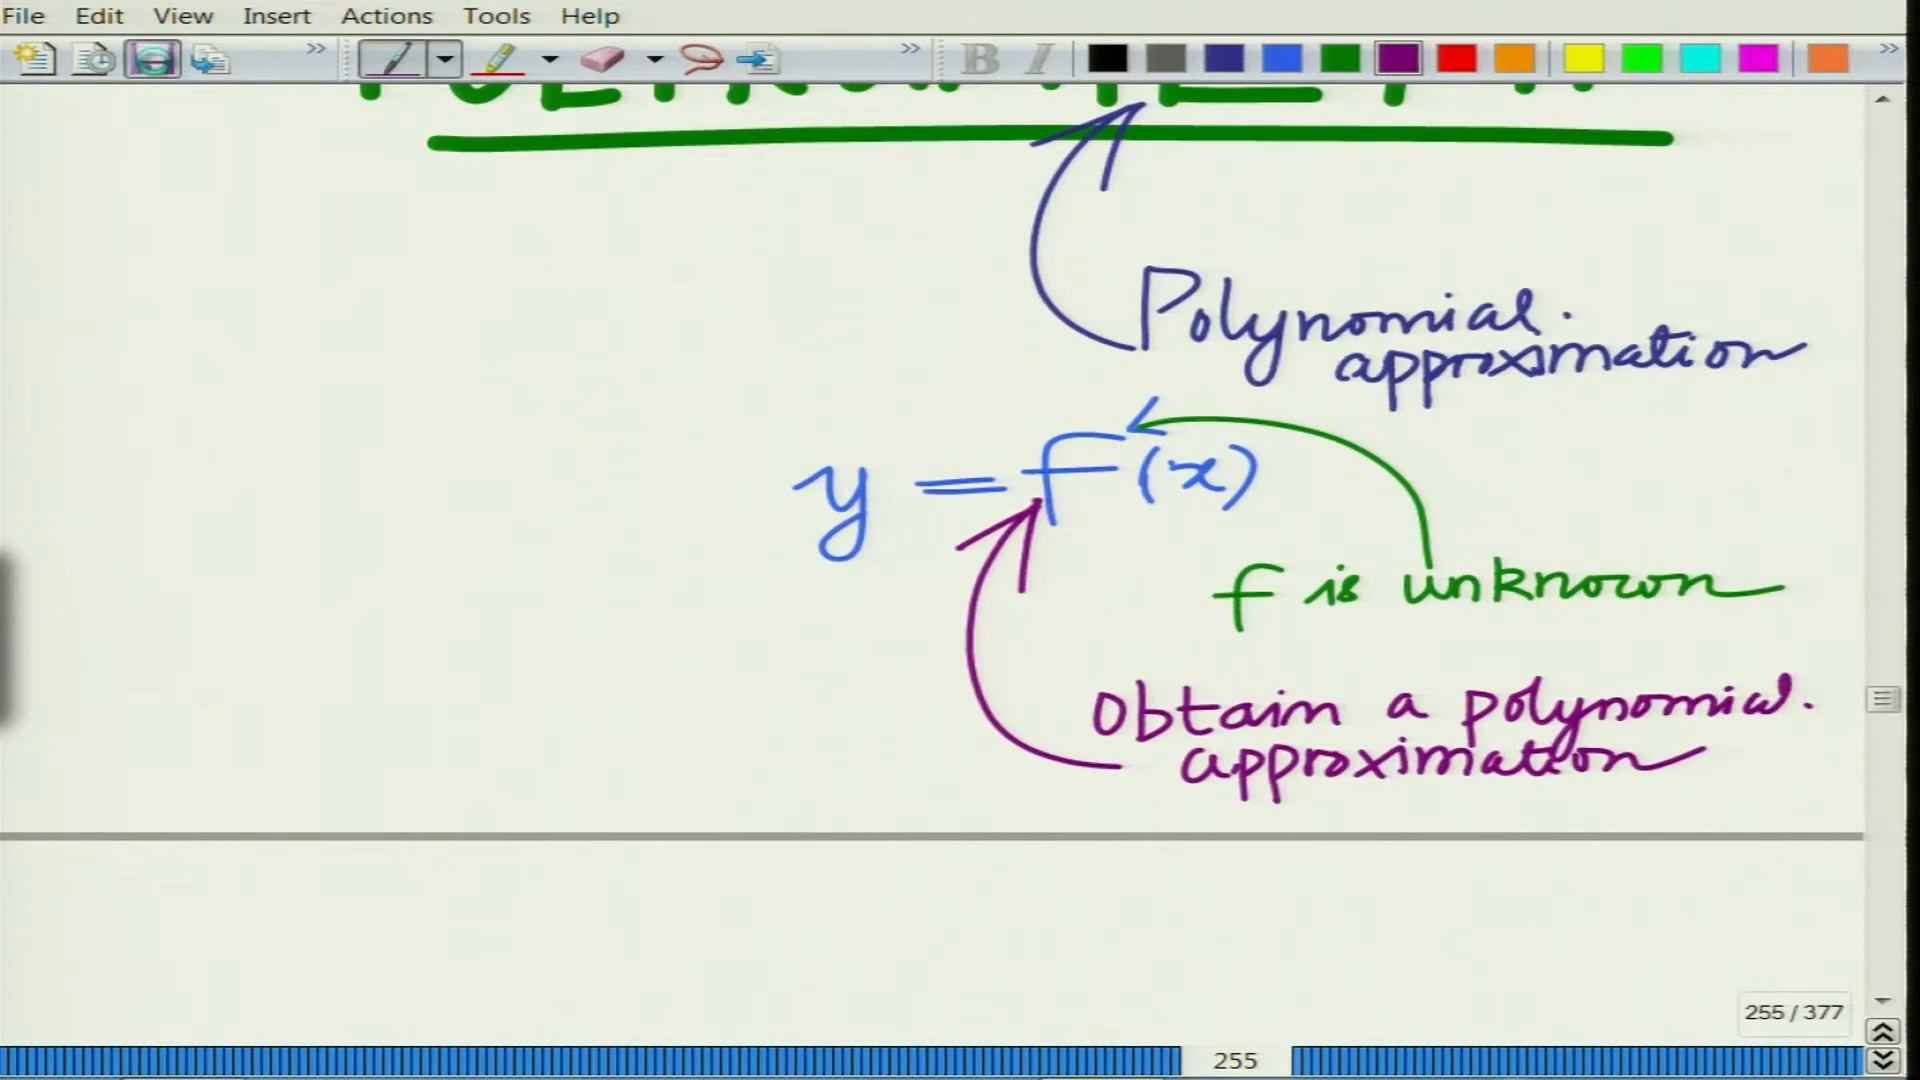 File Edit View Insert Actions Tools Help
B I
Polynomial.
approximation
y = f(x)
f is unknown
Obtain a polynomial.
approximation
255 / 377
255